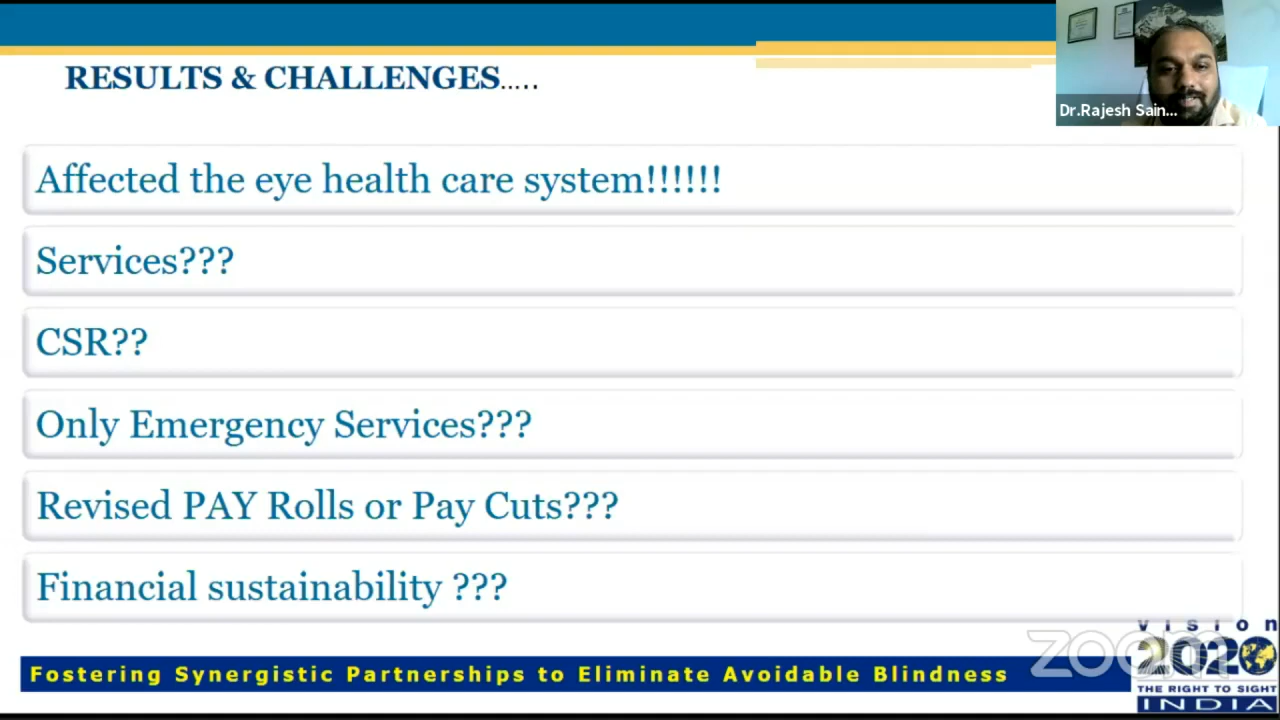 RESULTS & CHALLENGES.....
Dr.Rajesh Sain...
Affected the eye health care system!!!!!!
Services???
CSR??
Only Emergency Services???
Revised PAY Rolls or Pay Cuts???
Financial sustainability ???
zoom
vision
2020
THE RIGHT TO SIGHT
INDIA
Fostering Synergistic Partnerships to Eliminate Avoidable Blindness